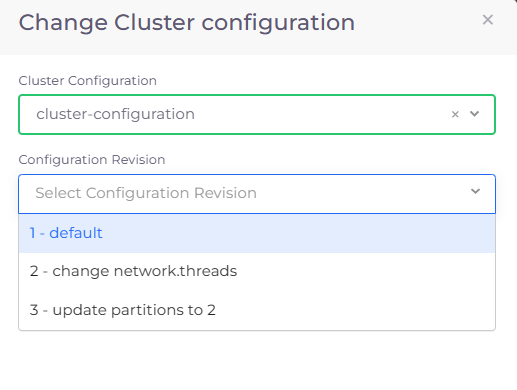 Change Cluster configuration
Cluster Configuration
cluster-configuration
Configuration Revision
Select Configuration Revision
1 - default
2 - change network.threads
3 - update partitions to 2